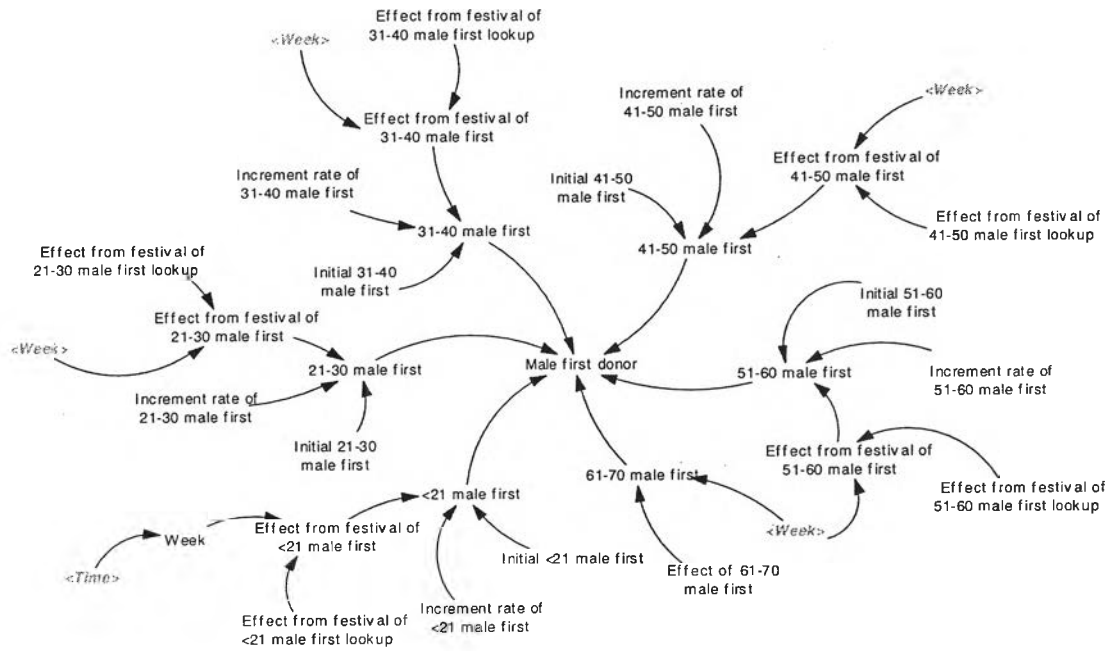 Effect from festival of
31-40 male first lookup
<Week>
Effect from festival of
31-40 male first
Increment rate of
31-40 male first
31-40 male first
Initial 31-40
male first
Increment rate of
41-50 male first
<Week>
Initial 41-50
male first
Effect from festival of
41-50 male first
41-50 male first
Effect from festival of
41-50 male first lookup
Effect from festival of
21-30 male first lookup
Effect from festival of
21-30 male first
<Week>
21-30 male first
Increment rate of
21-30 male first
Initial 21-30
male first
Male first donor
Initial 51-60
male first
51-60 male first
Increment rate of
51-60 male first
Effect from festival of
51-60 male first
Effect from festival of
51-60 male first lookup
61-70 male first
<Week>
Effect of 61-70
male first
<21 male first
Week
Effect from festival of
<21 male first
<Time>
Initial <21 male first
Increment rate of
<21 male first
Effect from festival of
<21 male first lookup